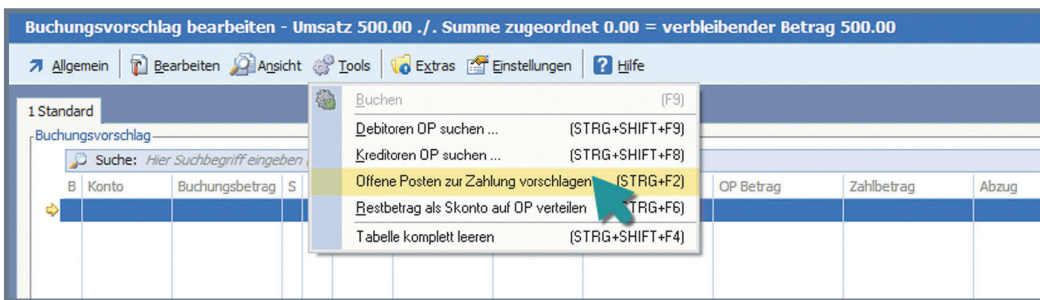 Buchungsvorschlag bearbeiten - Umsatz 500.00 ./. Summe zugeordnet 0.00 = verbleibender Betrag 500.00
Allgemein Bearbeiten Ansicht Tools Extras Einstellungen Hilfe
1 Standard
Buchen (F9)
Debitoren OP suchen ... (STRG+SHIFT+F9)
Kreditoren OP suchen ... (STRG+SHIFT+F8)
Offene Posten zur Zahlung vorschlagen (STRG+F2)
Restbetrag als Skonto auf OP verteilen TRG+F6)
Tabelle komplett leeren (STRG+SHIFT+F4)
Buchungsvorschlag
Suche: Hier Suchbegriff eingeben
B Konto Buchungsbetrag S OP Betrag Zahlbetrag Abzug